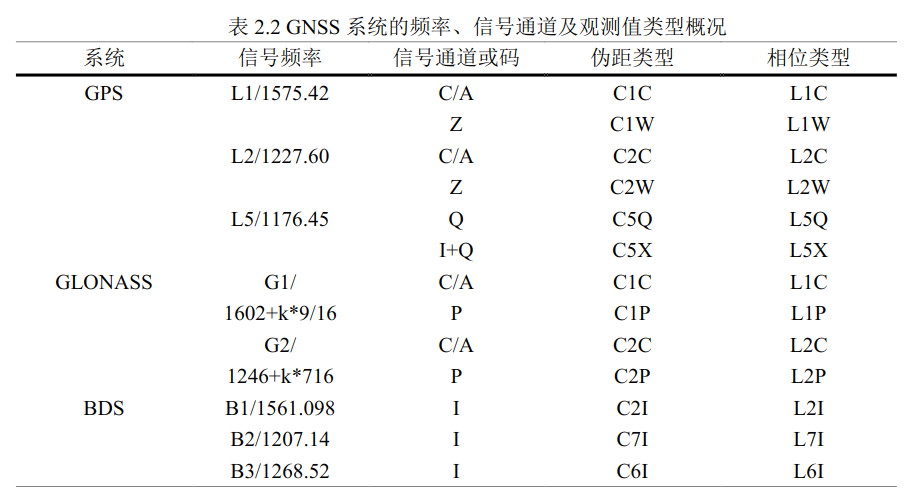 表 2.2 GNSS 系统的频率、信号通道及观测值类型概况
系统 信号频率 信号通道或码 伪距类型 相位类型
GPS L1/1575.42 C/A C1C L1C
Z C1W L1W
L2/1227.60 C/A C2C L2C
Z C2W L2W
L5/1176.45 Q C5Q L5Q
I+Q C5X L5X
GLONASS G1/ C/A C1C L1C
1602+k*9/16 P C1P L1P
G2/ C/A C2C L2C
1246+k*716 P C2P L2P
BDS B1/1561.098 I C2I L2I
B2/1207.14 I C7I L7I
B3/1268.52 I C6I L6I